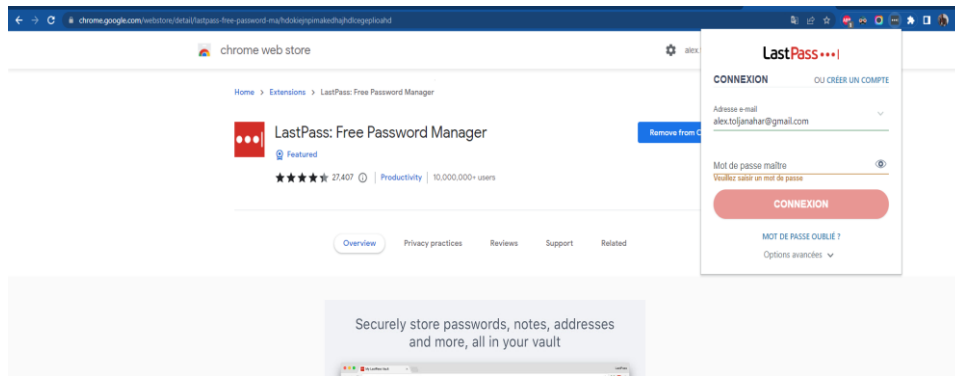 chrome.google.com/webstore/detail/lastpass-free-password-ma/hdokiejnpimakedhajhdlcegeplioahd
chrome web store
alex
Home > Extensions > LastPass: Free Password Manager
LastPass: Free Password Manager
Featured
27,407 | Productivity | 10,000,000+ users
Remove from C
Overview
Privacy practices
Reviews
Support
Related
Securely store passwords, notes, addresses
and more, all in your vault
LastPass
CONNEXION
OU CRÉER UN COMPTE
Adresse e-mail
alex.toljanahar@gmail.com
Mot de passe maître
Veuillez saisir un mot de passe
CONNEXION
MOT DE PASSE OUBLIÉ ?
Options avancées